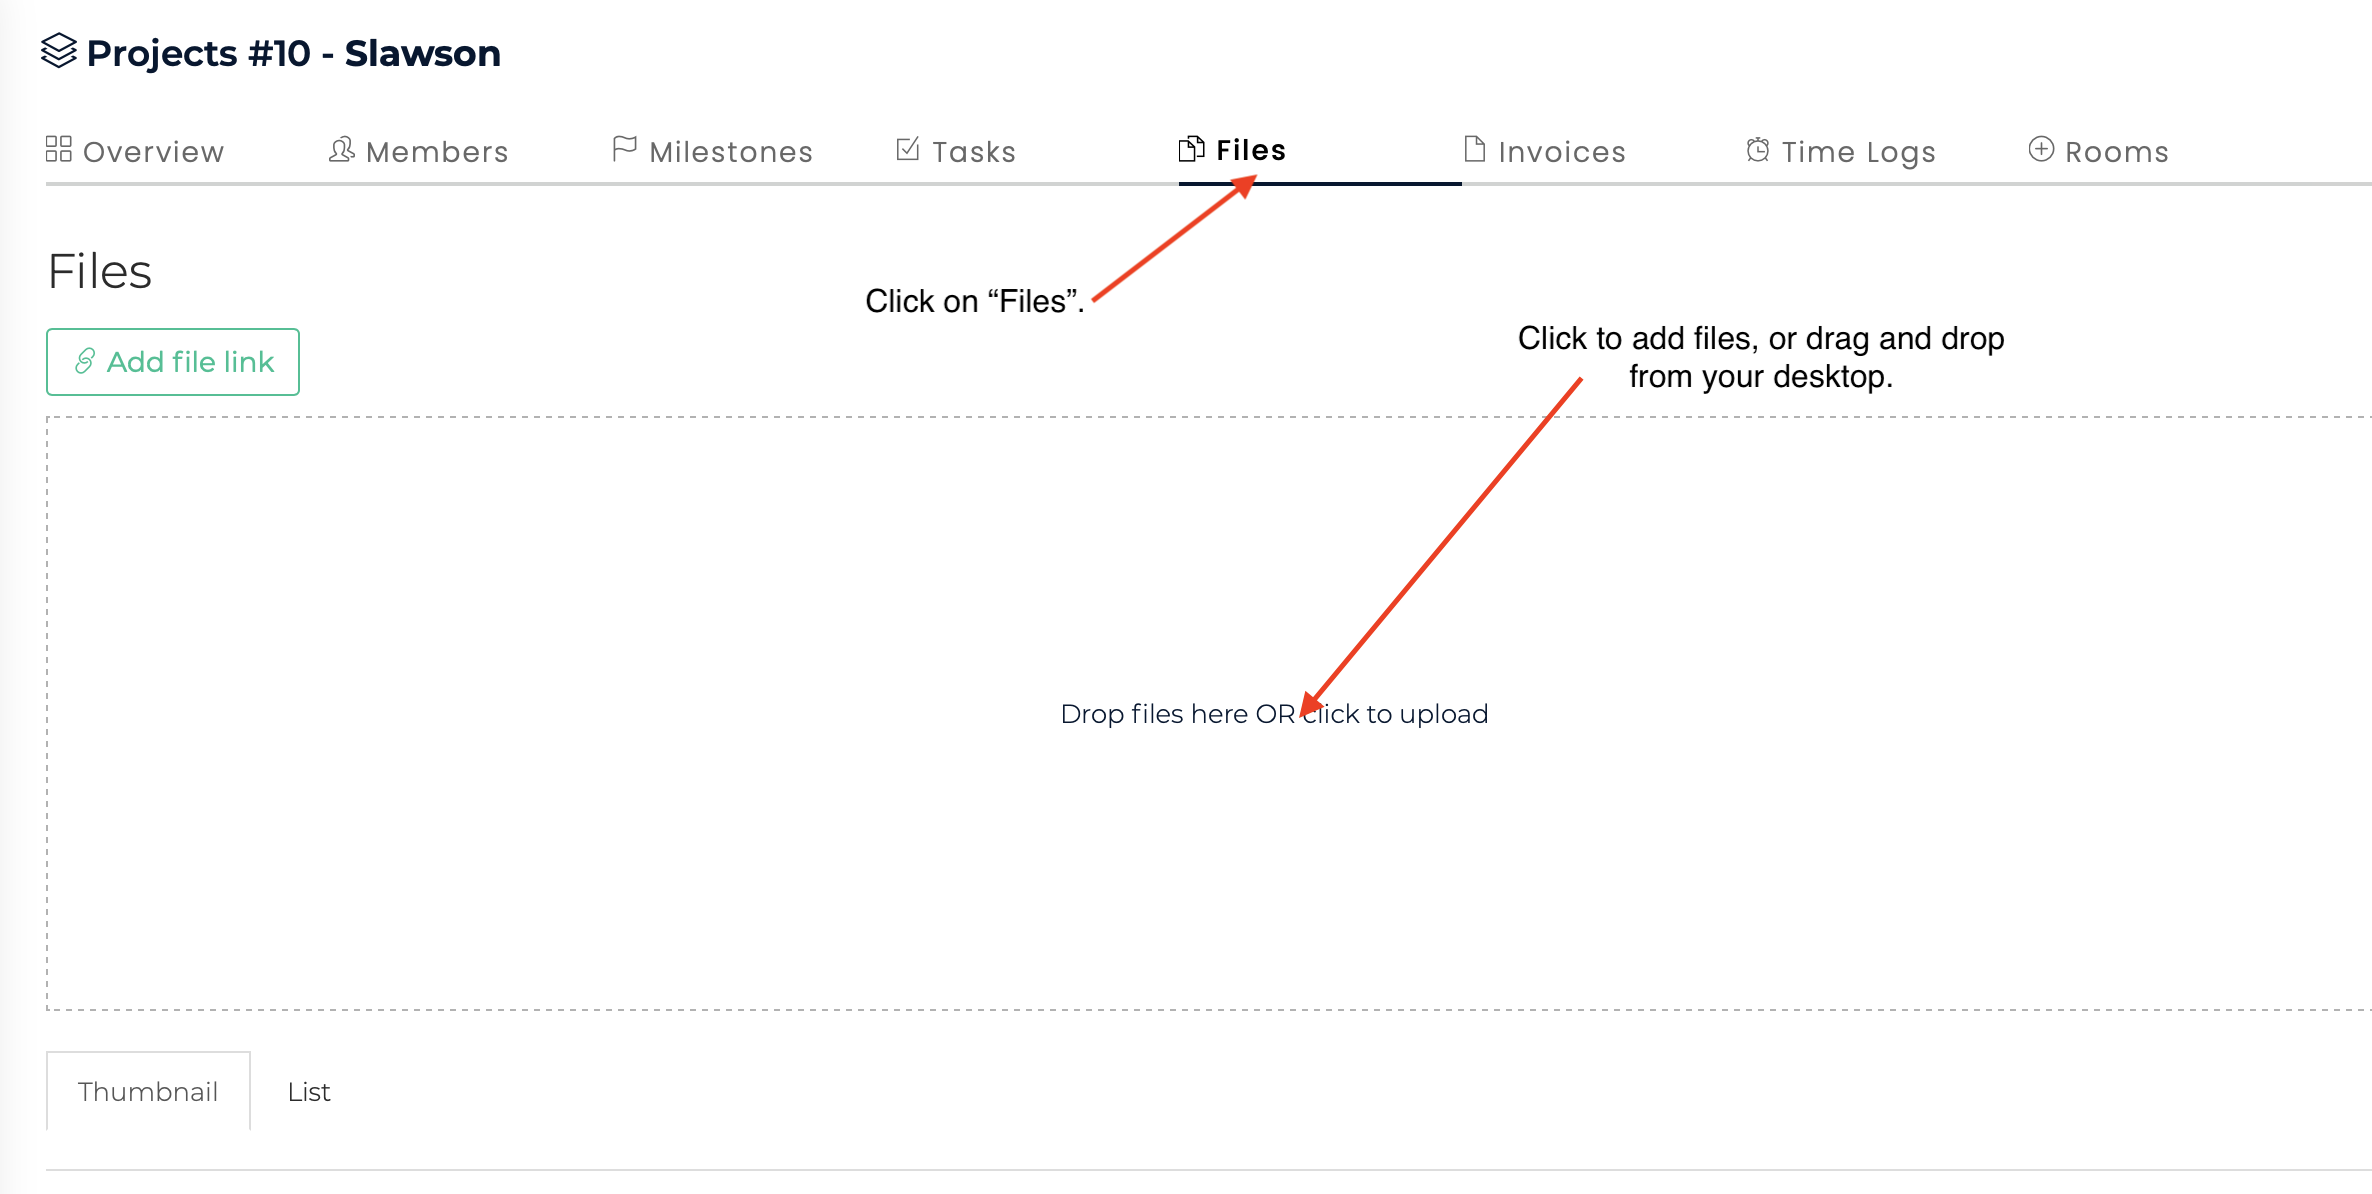 Projects #10 - Slawson
Overview Members Milestones Tasks Files Invoices Time Logs Rooms
Files
Click on “Files”.
Add file link
Click to add files, or drag and drop
from your desktop.
Drop files here OR click to upload
Thumbnail List